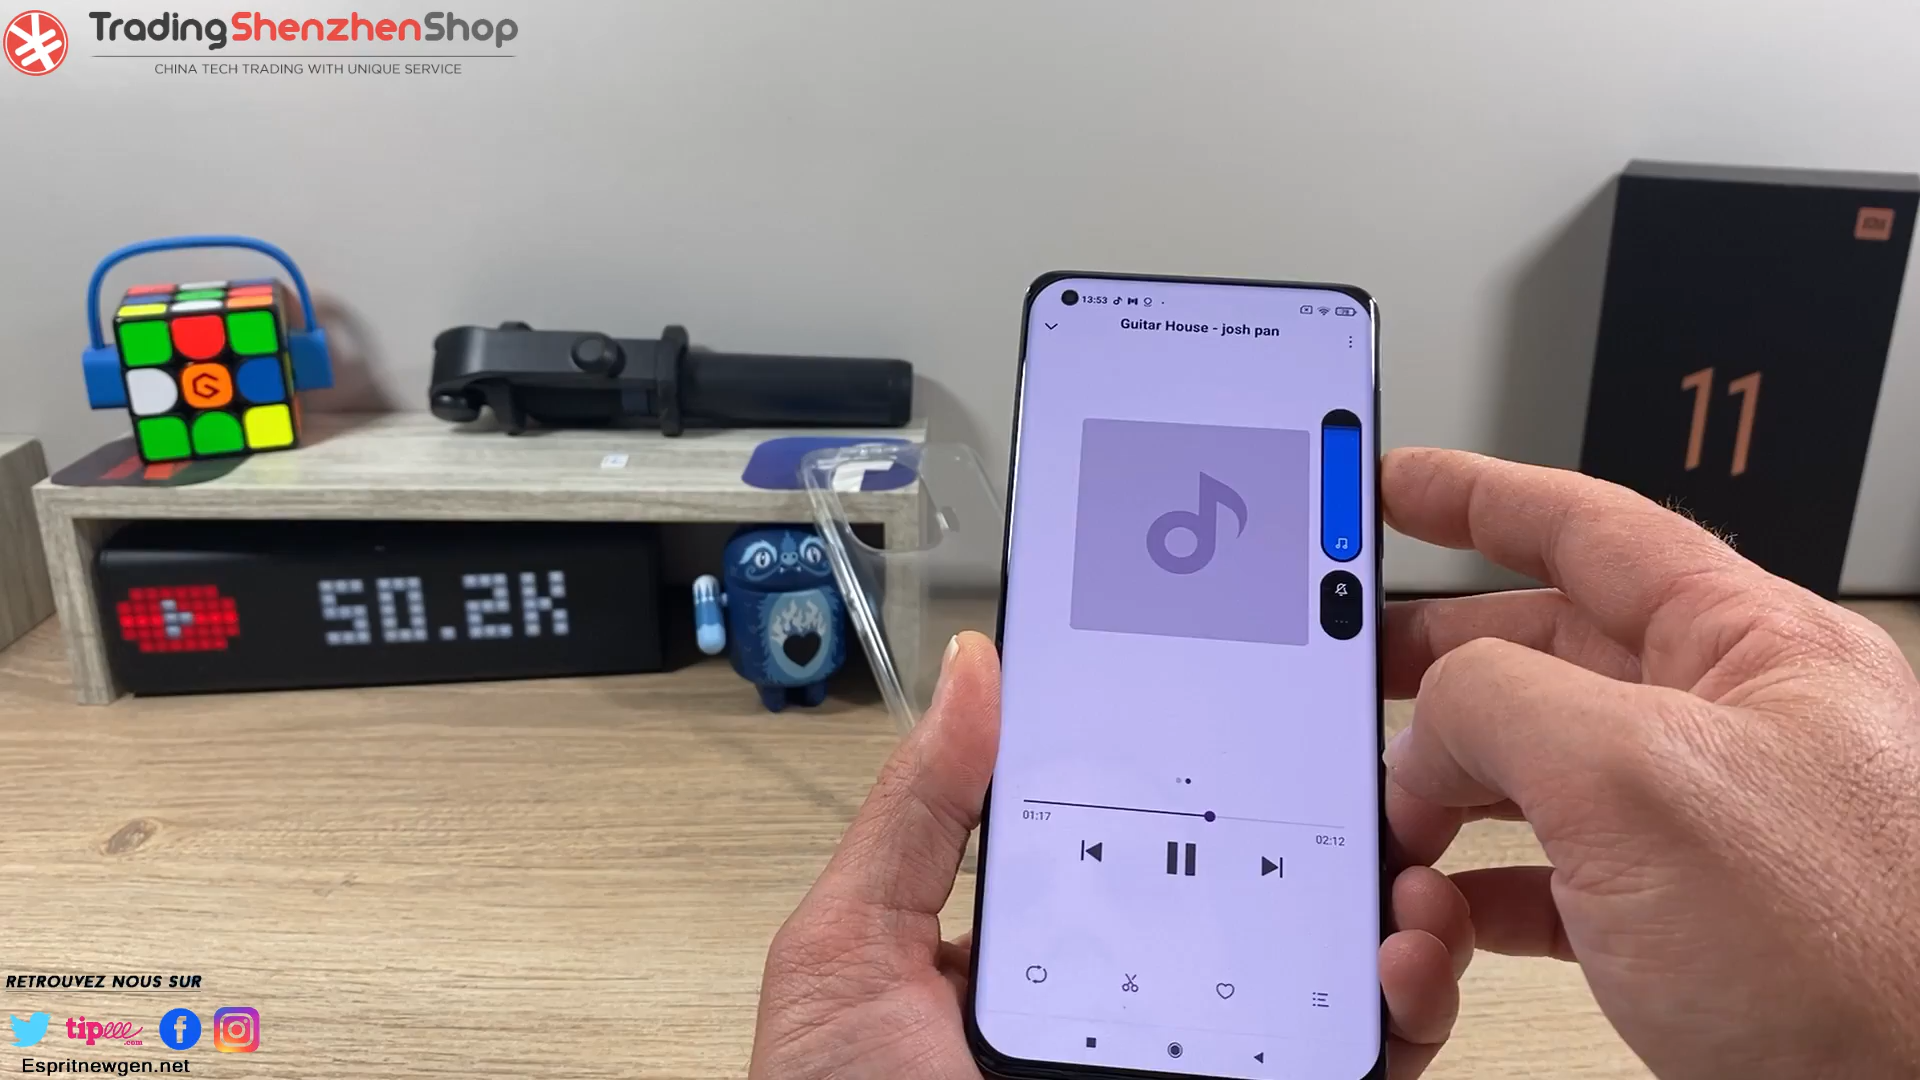 TradingShenzhenShop
CHINA TECH TRADING WITH UNIQUE SERVICE
13:53
Guitar House - josh pan
11
50.2K
01:17
02:12
RETROUVEZ NOUS SUR
tipeee
.com
Espritnewgen.net